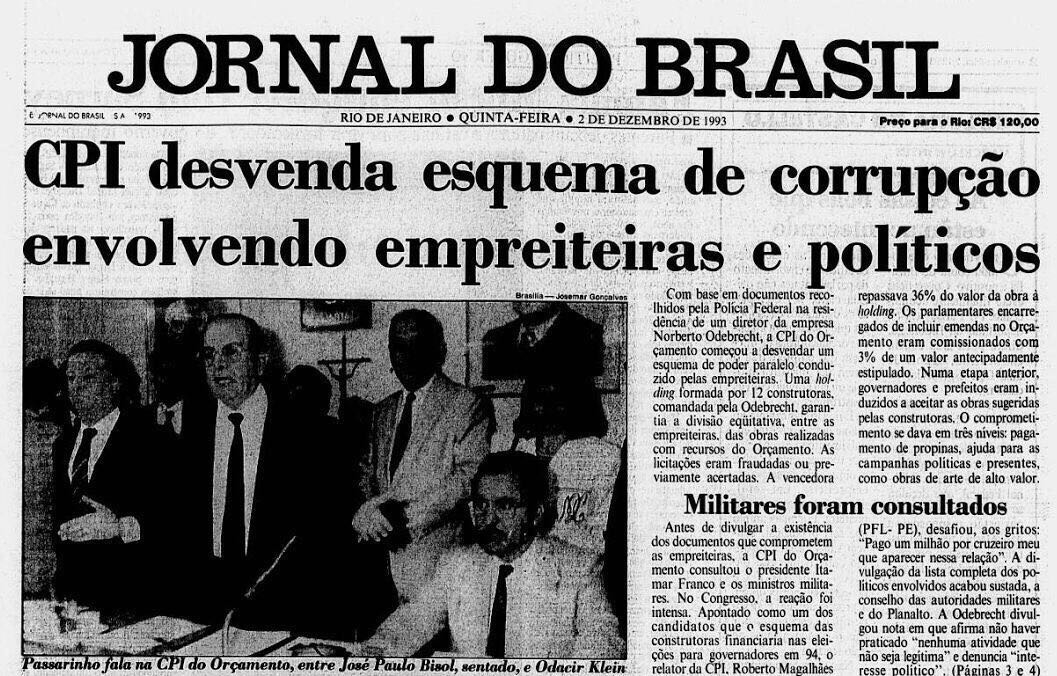 JORNAL DO BRASIL
© JORNAL DO BRASIL S A 1993
RIO DE JANEIRO • QUINTA-FEIRA • 2 DE DEZEMBRO DE 1993
Preço para o Rio: CR$ 120,00
CPI desvenda esquema de corrupção
envolvendo empreiteiras e políticos
Brasília — Josemar Gonçalves
Passarinho fala na CPI do Orçamento, entre José Paulo Bisol, sentado, e Odacir Klein
Com base em documentos reco-
lhidos pela Polícia Federal na resi-
dência de um diretor da empresa
Norberto Odebrecht, a CPI do Or-
çamento começou a desvendar um
esquema de poder paralelo condu-
zido pelas empreiteiras. Uma hol-
ding formada por 12 construtoras,
comandada pela Odebrecht, garan-
tia a divisão eqüitativa, entre as
empreiteiras, das obras realizadas
com recursos do Orçamento. As
licitações eram fraudadas ou pre-
viamente acertadas. A vencedora
repassava 36% do valor da obra à
holding. Os parlamentares encarre-
gados de incluir emendas no Orça-
mento eram comissionados com
3% de um valor antecipadamente
estipulado. Numa etapa anterior,
governadores e prefeitos eram in-
duzidos a aceitar as obras sugeridas
pelas construtoras. O comprometi-
mento se dava em três níveis: paga-
mento de propinas, ajuda para as
campanhas políticas e presentes,
como obras de arte de alto valor.
Militares foram consultados
Antes de divulgar a existência
dos documentos que comprometem
as empreiteiras, a CPI do Orça-
mento consultou o presidente Ita-
mar Franco e os ministros milita-
res. No Congresso, a reação foi
intensa. Apontado como um dos
candidatos que o esquema das
construtoras financiaria nas elei-
ções para governadores em 94, o
relator da CPI, Roberto Magalhães
(PFL- PE), desafiou, aos gritos:
"Pago um milhão por cruzeiro meu
que aparecer nessa relação". A di-
vulgação da lista completa dos po-
líticos envolvidos acabou sustada, a
conselho das autoridades militares
e do Planalto. A Odebrecht divul-
gou nota em que afirma não haver
praticado "nenhuma atividade que
não seja legítima" e denuncia "inte-
resse político". (Páginas 3 e 4)